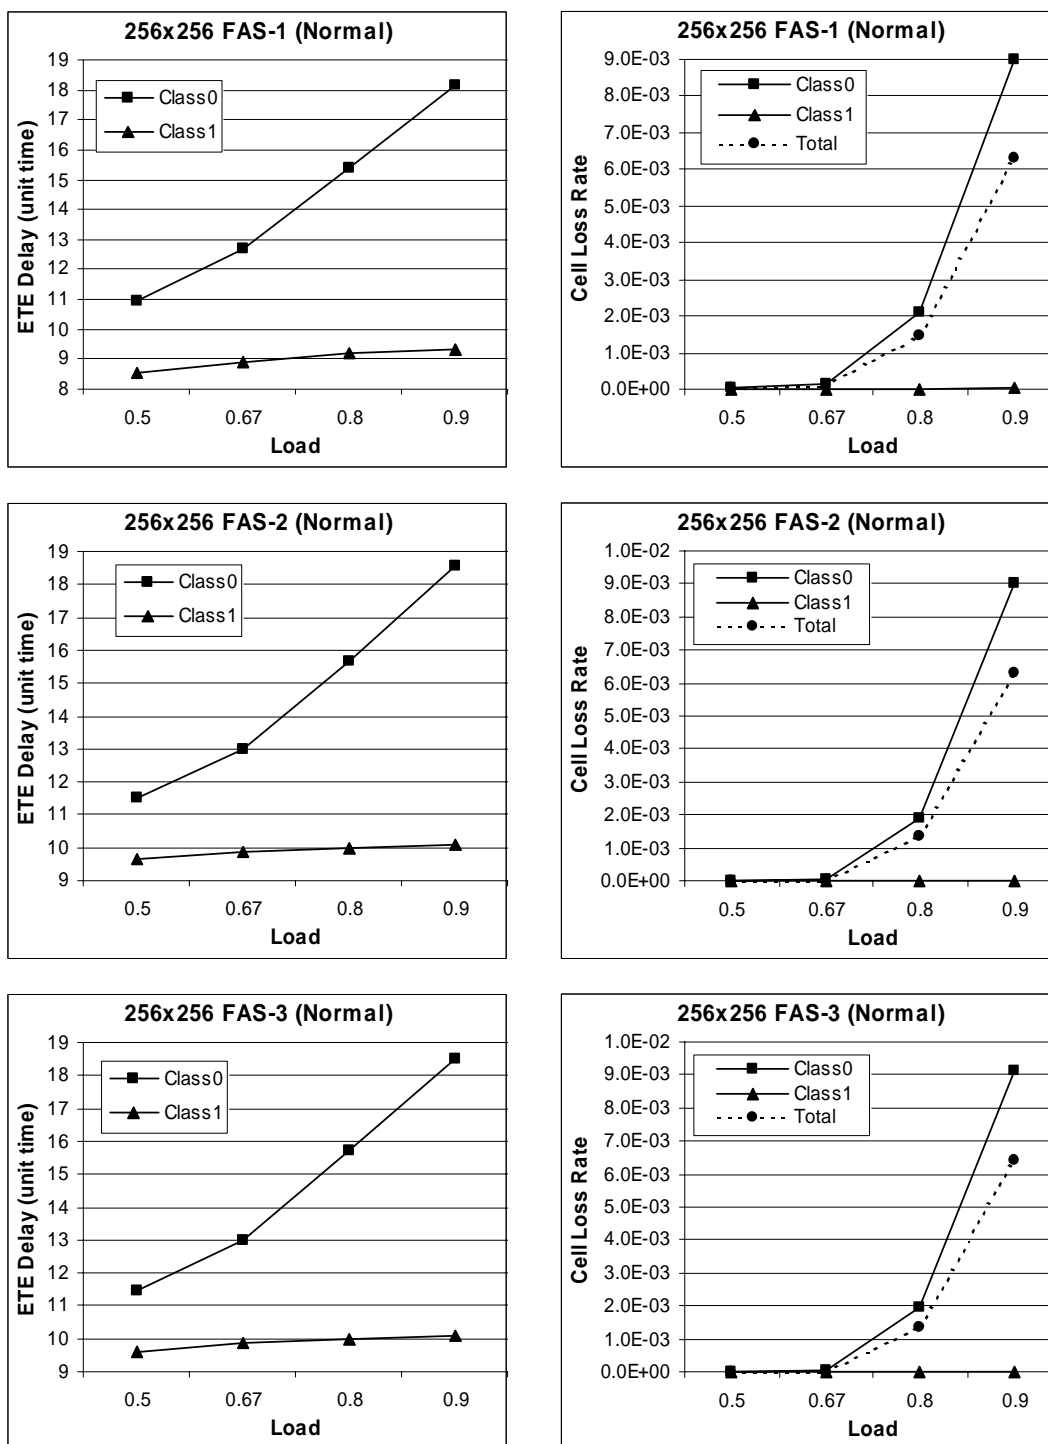 256x256 FAS-1 (Normal)
19
18
17
16
15
14
13
12
11
10
9
8
ETE Delay (unit time)
Class0
Class1
0.5 0.67 0.8 0.9
Load
256x256 FAS-1 (Normal)
9.0E-03
8.0E-03
7.0E-03
6.0E-03
5.0E-03
4.0E-03
3.0E-03
2.0E-03
1.0E-03
0.0E+00
Cell Loss Rate
Class0
Class1
Total
0.5 0.67 0.8 0.9
Load
256x256 FAS-2 (Normal)
19
18
17
16
15
14
13
12
11
10
9
ETE Delay (unit time)
Class0
Class1
0.5 0.67 0.8 0.9
Load
256x256 FAS-2 (Normal)
1.0E-02
9.0E-03
8.0E-03
7.0E-03
6.0E-03
5.0E-03
4.0E-03
3.0E-03
2.0E-03
1.0E-03
0.0E+00
Cell Loss Rate
Class0
Class1
Total
0.5 0.67 0.8 0.9
Load
256x256 FAS-3 (Normal)
19
18
17
16
15
14
13
12
11
10
9
ETE Delay (unit time)
Class0
Class1
0.5 0.67 0.8 0.9
Load
256x256 FAS-3 (Normal)
1.0E-02
9.0E-03
8.0E-03
7.0E-03
6.0E-03
5.0E-03
4.0E-03
3.0E-03
2.0E-03
1.0E-03
0.0E+00
Cell Loss Rate
Class0
Class1
Total
0.5 0.67 0.8 0.9
Load